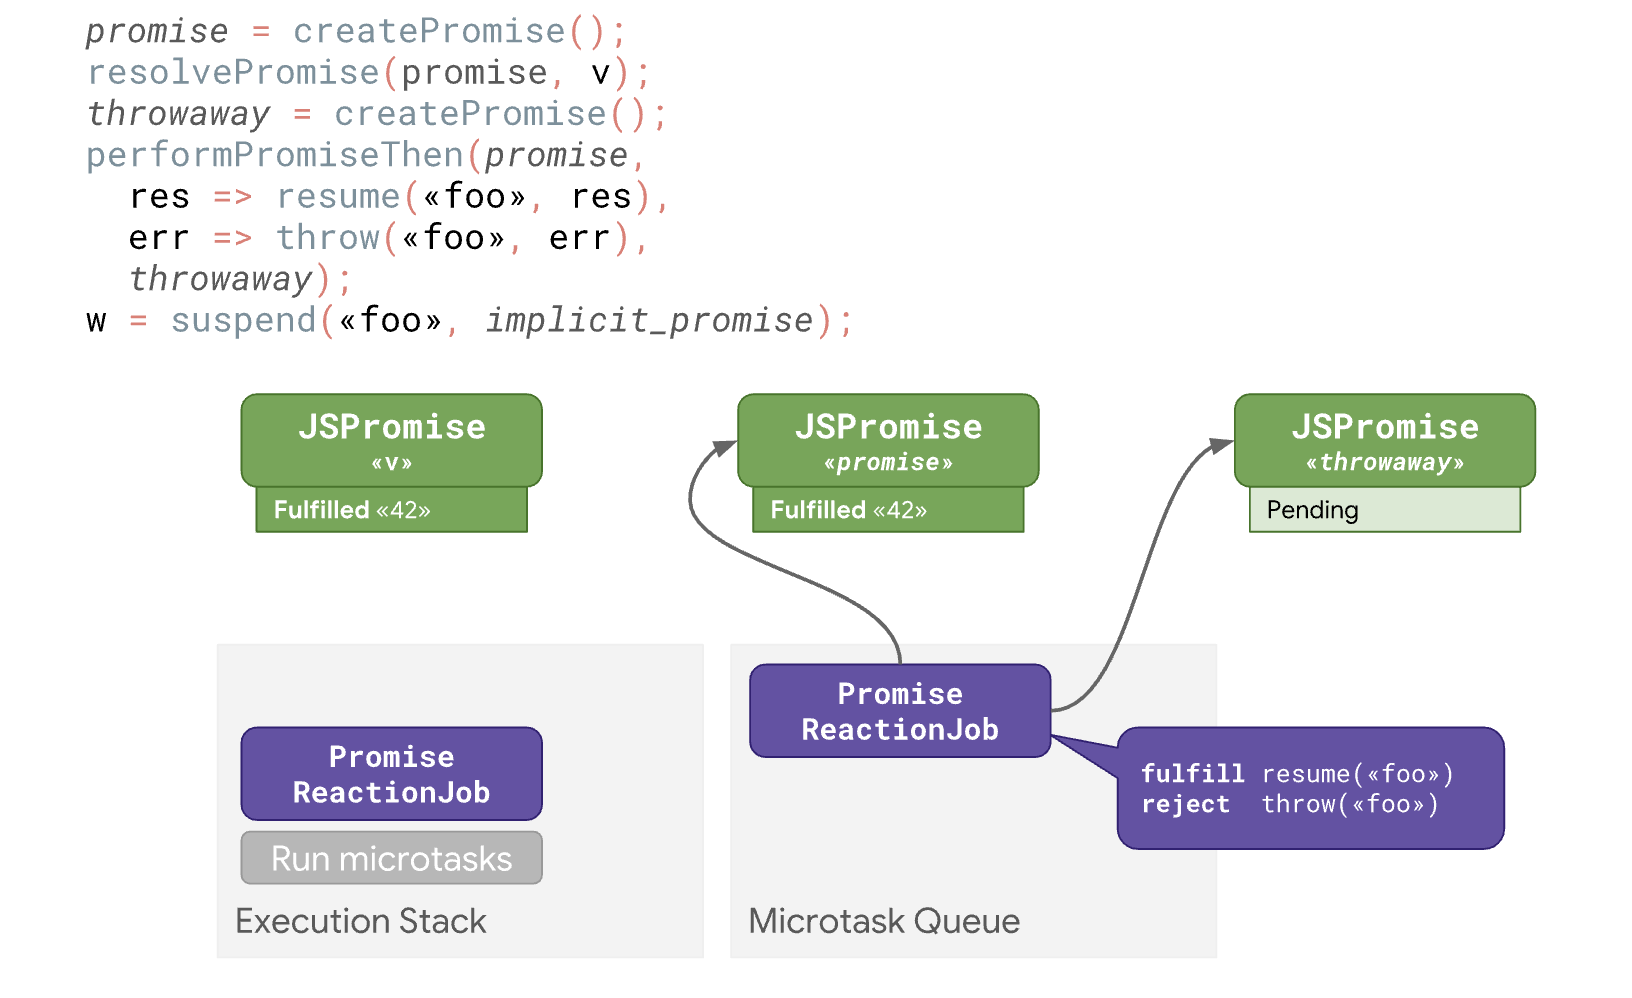 promise = createPromise();
resolvePromise(promise, v);
throwaway = createPromise();
performPromiseThen(promise,
  res => resume(«foo», res),
  err => throw(«foo», err),
  throwaway);
w = suspend(«foo», implicit_promise);
JSPromise
«v»
Fulfilled «42»
JSPromise
«promise»
Fulfilled «42»
JSPromise
«throwaway»
Pending
Promise
ReactionJob
Run microtasks
Execution Stack
Promise
ReactionJob
fulfill resume(«foo»)
reject  throw(«foo»)
Microtask Queue